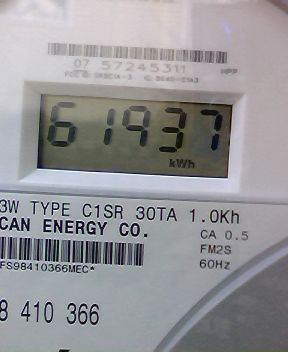 07 57245311
61937
kWh
3W TYPE C1SR 30TA 1.0Kh
CAN ENERGY CO.
CA 0.5
FM2S
60Hz
FS98410366MEC*
8 410 366